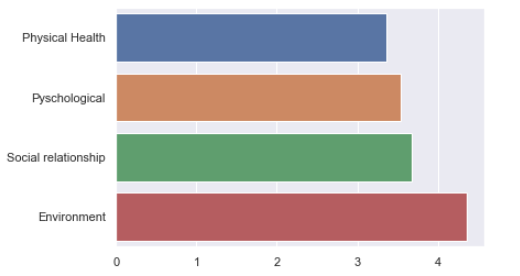 Physical Health
Pyschological
Social relationship
Environment
0 1 2 3 4